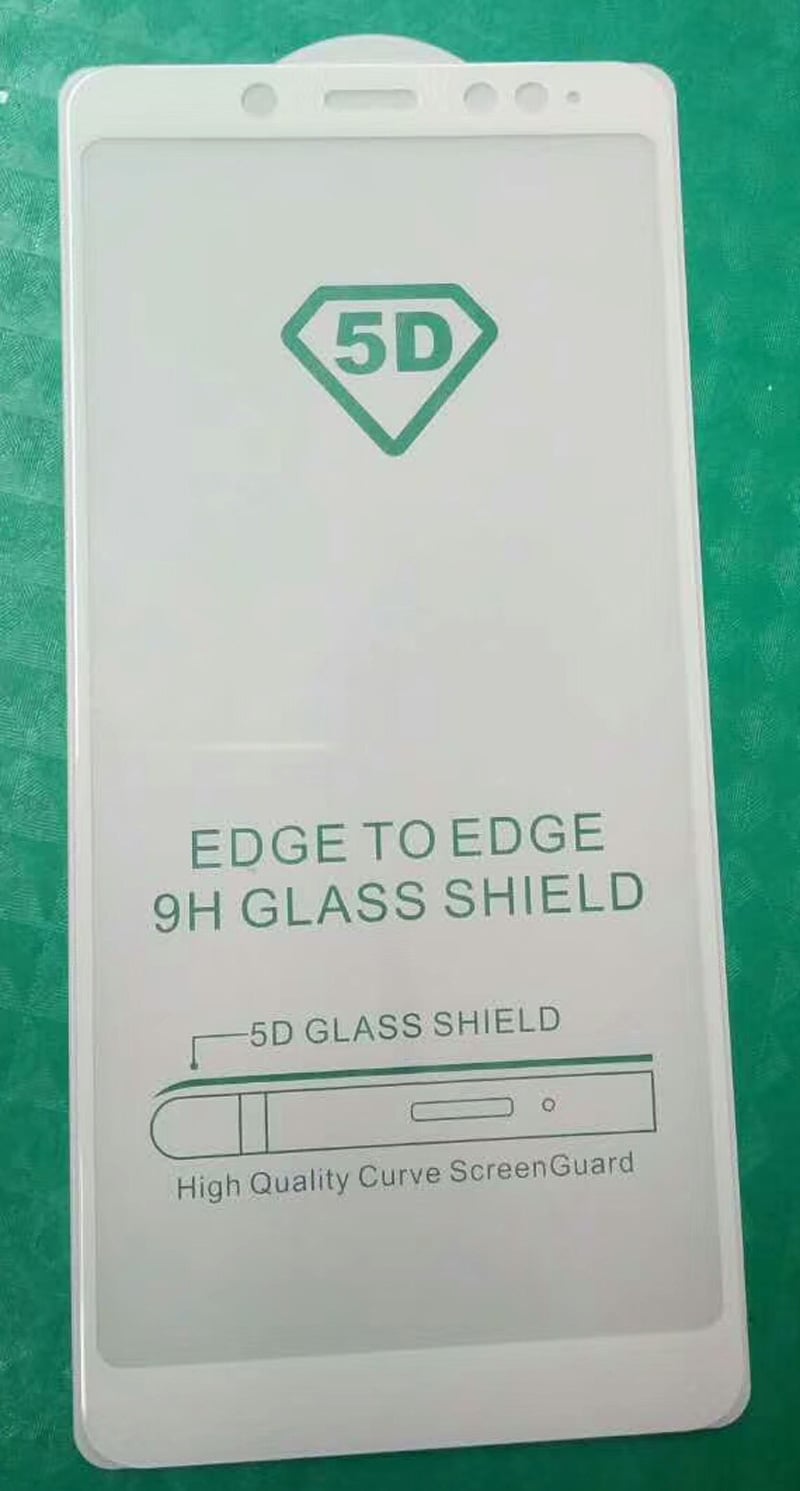 5D
EDGE TO EDGE
9H GLASS SHIELD
5D GLASS SHIELD
High Quality Curve ScreenGuard